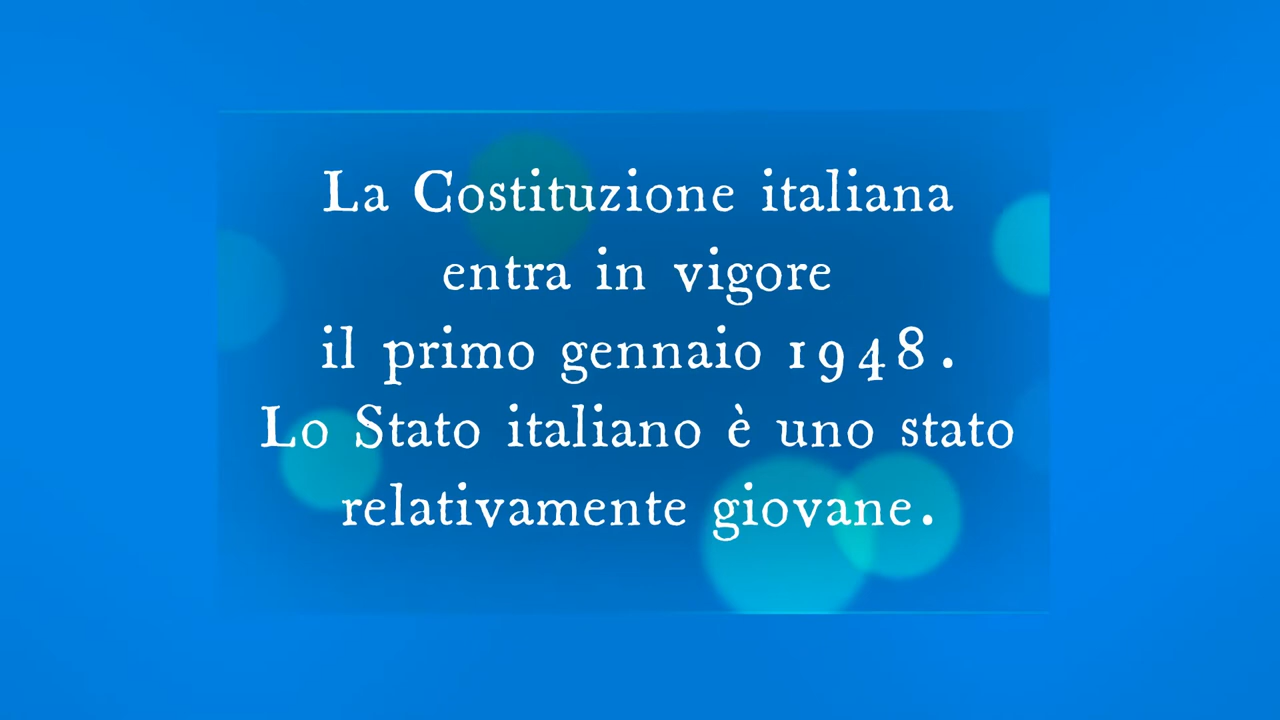 La Costituzione italiana
entra in vigore
il primo gennaio 1948.
Lo Stato italiano è uno stato
relativamente giovane.